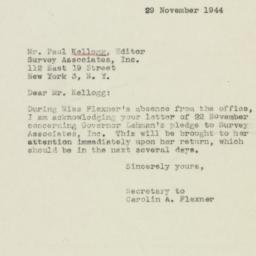 29 November 1944
Mr. Paul Kellogg, Editor
Survey Associates, Inc.
112 East 19 Street
New York 3, N. Y.
Dear Mr. Kellogg:
During Miss Flexner's absence from the office,
I am acknowledging your letter of 22 November
concerning Governor Lehman's pledge to Survey
Associates, Inc. This will be brought to her
attention immediately upon her return, which
should be in the next several days.
Sincerely yours,
Secretary to
Carolin A. Flexner